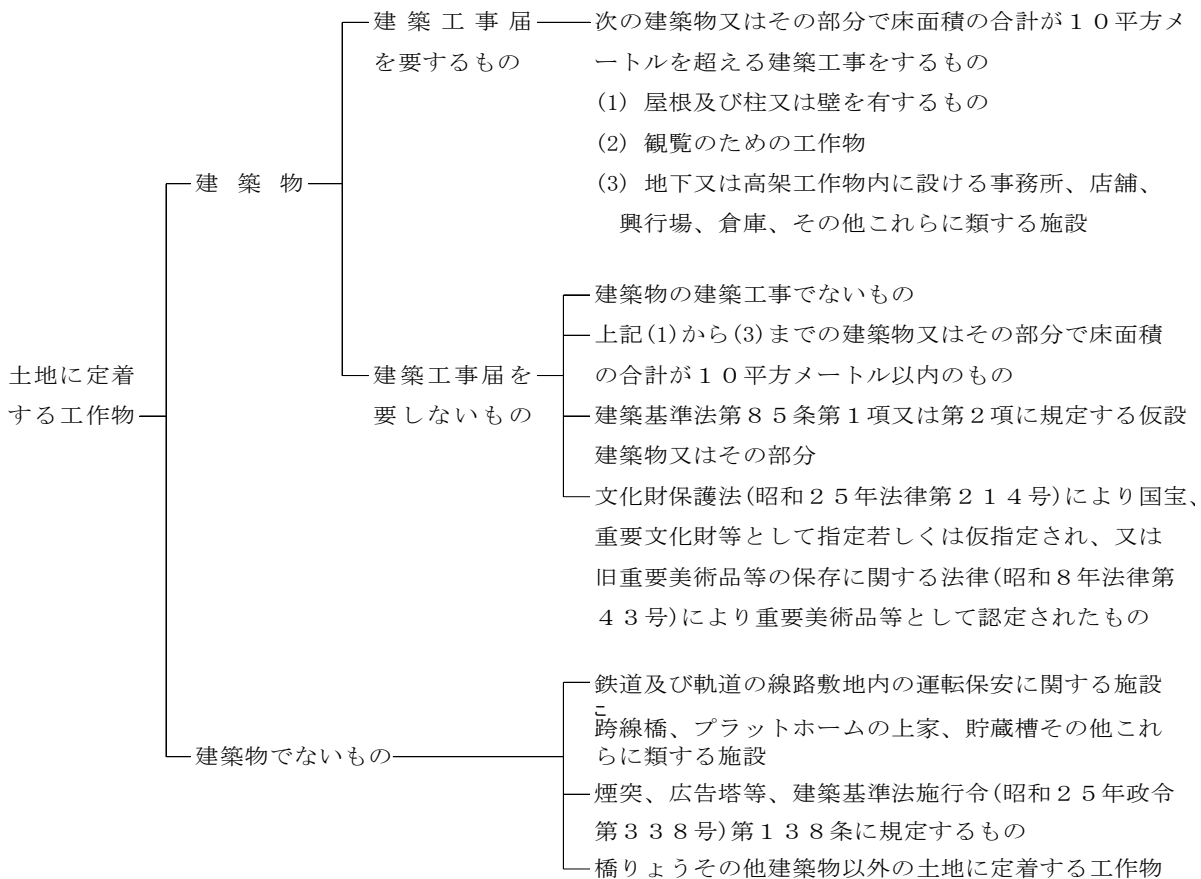 建築工事届
を要するもの
次の建築物又はその部分で床面積の合計が１０平方メ
ートルを超える建築工事をするもの
(1) 屋根及び柱又は壁を有するもの
(2) 観覧のための工作物
(3) 地下又は高架工作物内に設ける事務所、店舗、
興行場、倉庫、その他これらに類する施設
建築物
建築物の建築工事でないもの
上記(1)から(3)までの建築物又はその部分で床面積
の合計が１０平方メートル以内のもの
建築工事届を
要しないもの
建築基準法第８５条第１項又は第２項に規定する仮設
建築物又はその部分
文化財保護法(昭和２５年法律第２１４号)により国宝、
重要文化財等として指定若しくは仮指定され、又は
旧重要美術品等の保存に関する法律(昭和８年法律第
４３号)により重要美術品等として認定されたもの
土地に定着
する工作物
鉄道及び軌道の線路敷地内の運転保安に関する施設
こ
跨線橋、プラットホームの上家、貯蔵槽その他これ
らに類する施設
建築物でないもの
煙突、広告塔等、建築基準法施行令(昭和２５年政令
第３３８号)第１３８条に規定するもの
橋りょうその他建築物以外の土地に定着する工作物